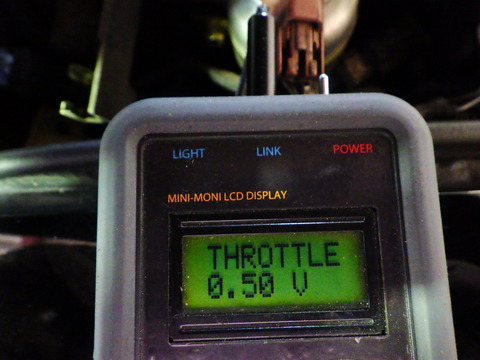 LIGHT LINK POWER
MINI-MONI LCD DISPLAY
THROTTLE
0.50 V